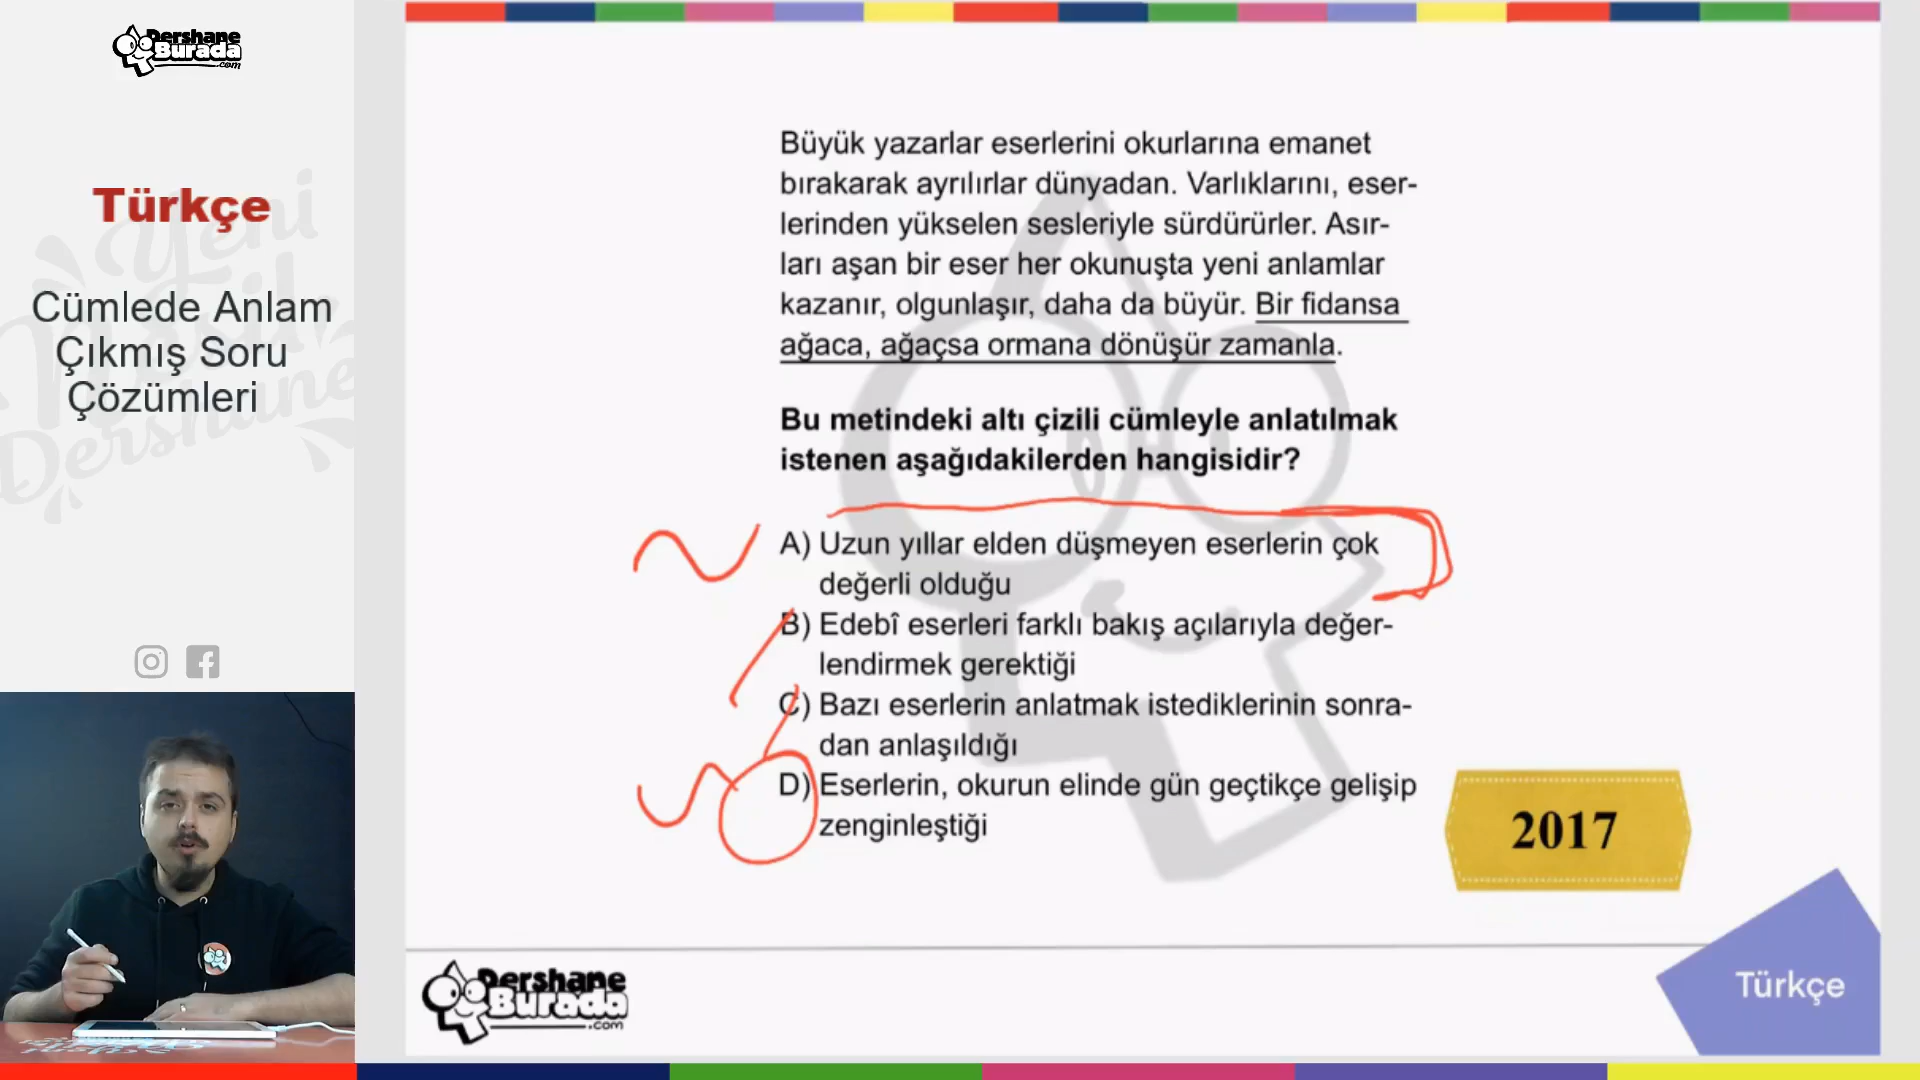 Dershane
Burada
.com
Türkçe
Cümlede Anlam
Çıkmış Soru
Çözümleri
Yeni
Nesil
Dershane
Büyük yazarlar eserlerini okurlarına emanet
bırakarak ayrılırlar dünyadan. Varlıklarını, eser-
lerinden yükselen sesleriyle sürdürürler. Asır-
ları aşan bir eser her okunuşta yeni anlamlar
kazanır, olgunlaşır, daha da büyür. Bir fidansa
ağaca, ağaçsa ormana dönüşür zamanla.
Bu metindeki altı çizili cümleyle anlatılmak
istenen aşağıdakilerden hangisidir?
A) Uzun yıllar elden düşmeyen eserlerin çok
değerli olduğu
B) Edebî eserleri farklı bakış açılarıyla değer-
lendirmek gerektiği
C) Bazı eserlerin anlatmak istediklerinin sonra-
dan anlaşıldığı
D) Eserlerin, okurun elinde gün geçtikçe gelişip
zenginleştiği
2017
Dershane
Burada
.com
Türkçe